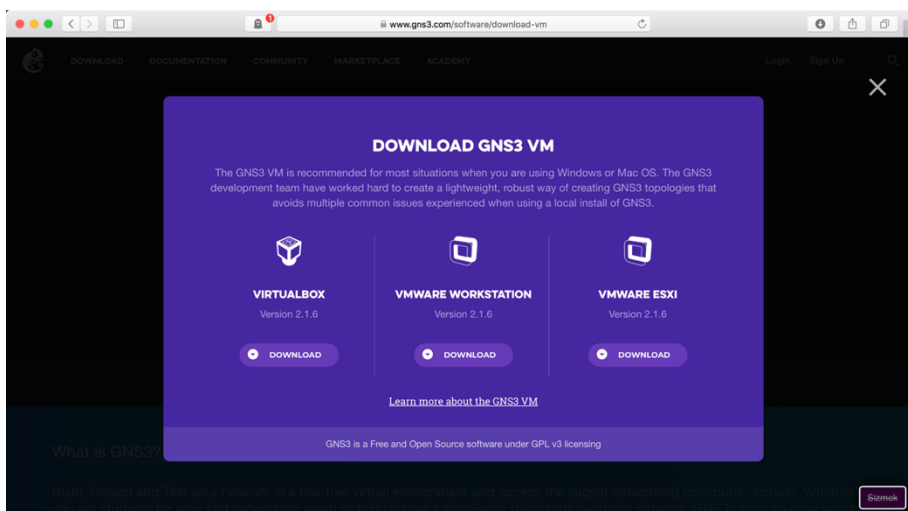 1
www.gns3.com/software/download-vm
DOWNLOAD DOCUMENTATION COMMUNITY MARKETPLACE ACADEMY Login Sign Up
DOWNLOAD GNS3 VM
The GNS3 VM is recommended for most situations when you are using Windows or Mac OS. The GNS3
development team have worked hard to create a lightweight, robust way of creating GNS3 topologies that
avoids multiple common issues experienced when using a local install of GNS3.
VIRTUALBOX VMWARE WORKSTATION VMWARE ESXI
Version 2.1.6 Version 2.1.6 Version 2.1.6
DOWNLOAD DOWNLOAD DOWNLOAD
Learn more about the GNS3 VM
GNS3 is a Free and Open Source software under GPL v3 licensing
What is GNS3?
Build, Design and Test your network in a risk-free virtual environment and access the largest networking community to help. Whether
Sizmek